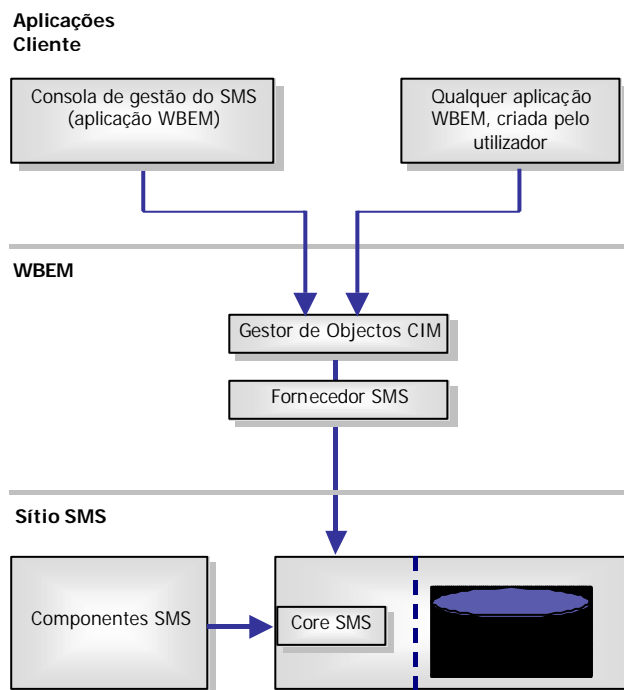 Aplicações
Cliente
Consola de gestão do SMS
(aplicação WBEM)
Qualquer aplicação
WBEM, criada pelo
utilizador
WBEM
Gestor de Objectos CIM
Fornecedor SMS
Sítio SMS
Componentes SMS
Core SMS